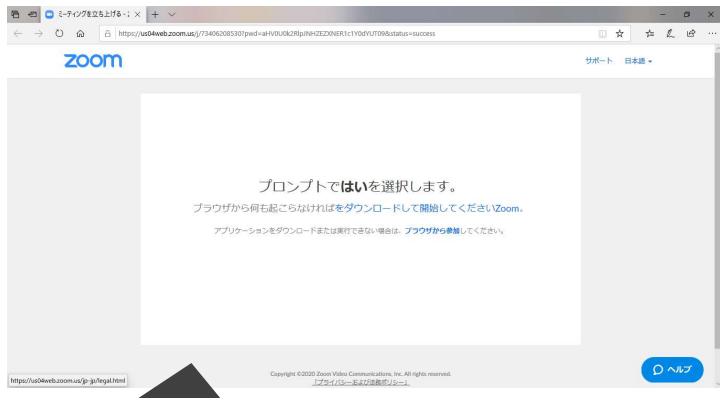 ミーティングを立ち上げる - Z
https://us04web.zoom.us/j/73406208530?pwd=aHV0U0k2RlpJNHZEZXNER1c1Y0dYUT09&status=success
zoom
サポート 日本語
プロンプトではいを選択します。
ブラウザから何も起こらなければをダウンロードして開始してくださいZoom。
アプリケーションをダウンロードまたは実行できない場合は、ブラウザから参加してください。
Copyright ©2020 Zoom Video Communications, Inc. All rights reserved.
「プライバシーおよび法務ポリシー」
ヘルプ
https://us04web.zoom.us/jp-jp/legal.html